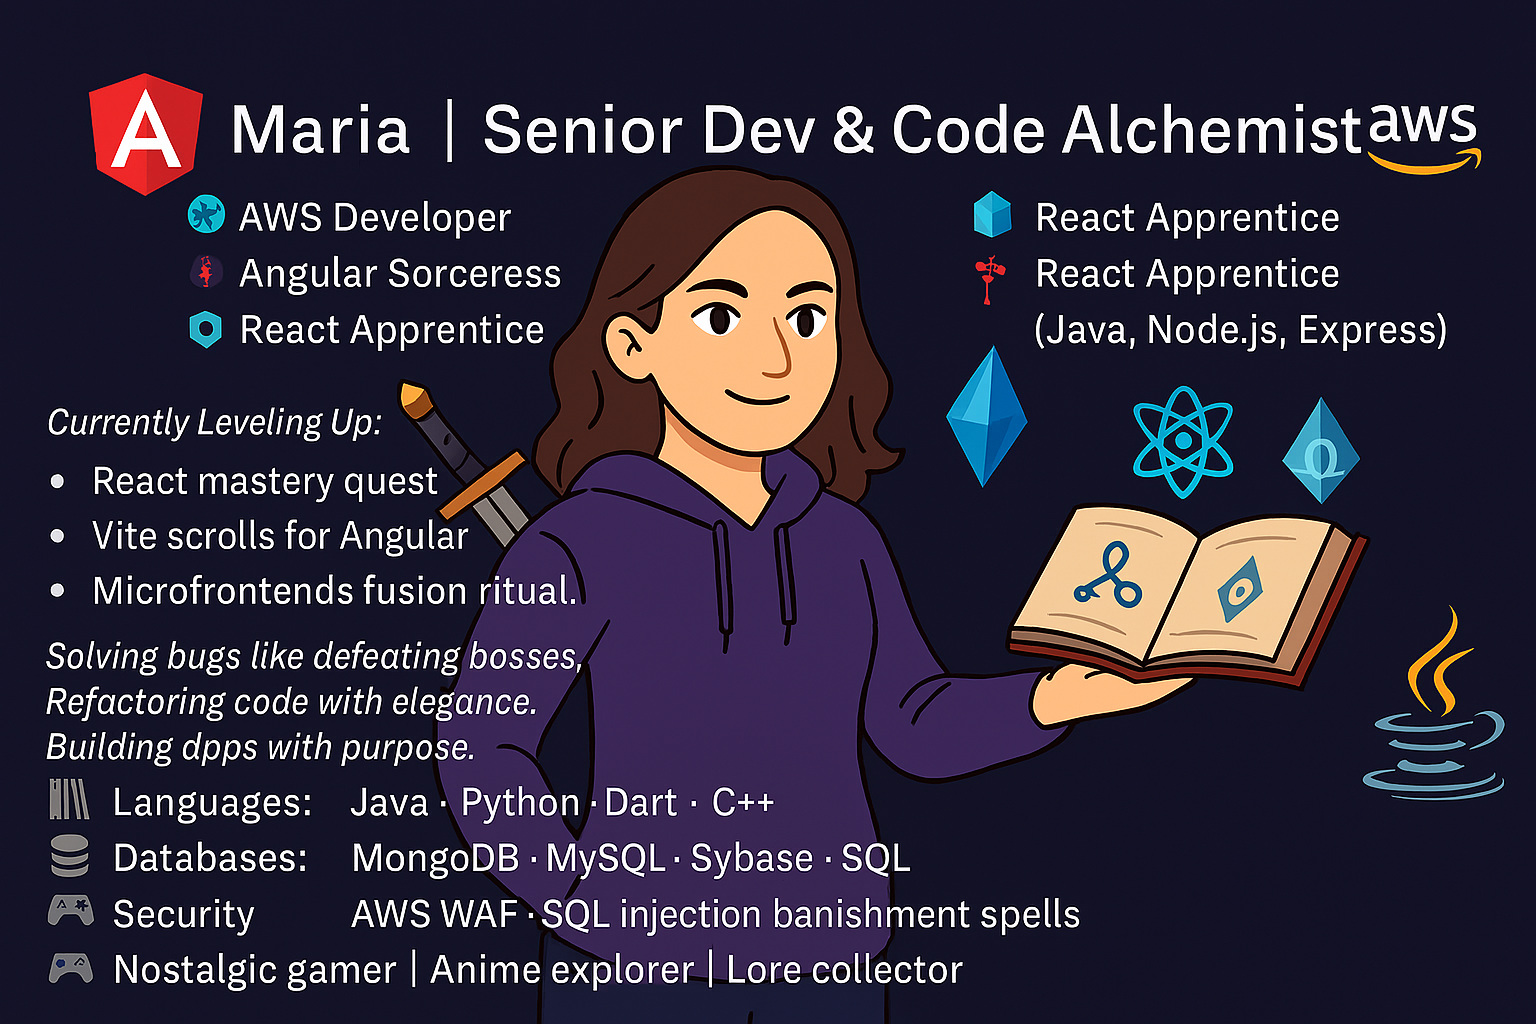 A Maria | Senior Dev & Code Alchemist aws
AWS Developer
Angular Sorceress
React Apprentice
React Apprentice
React Apprentice
(Java, Node.js, Express)
Currently Leveling Up:
• React mastery quest
• Vite scrolls for Angular
• Microfrontends fusion ritual.
Solving bugs like defeating bosses,
Refactoring code with elegance.
Building dpps with purpose.
Languages: Java · Python · Dart · C++
Databases: MongoDB · MySQL · Sybase · SQL
Security AWS WAF · SQL injection banishment spells
Nostalgic gamer | Anime explorer | Lore collector